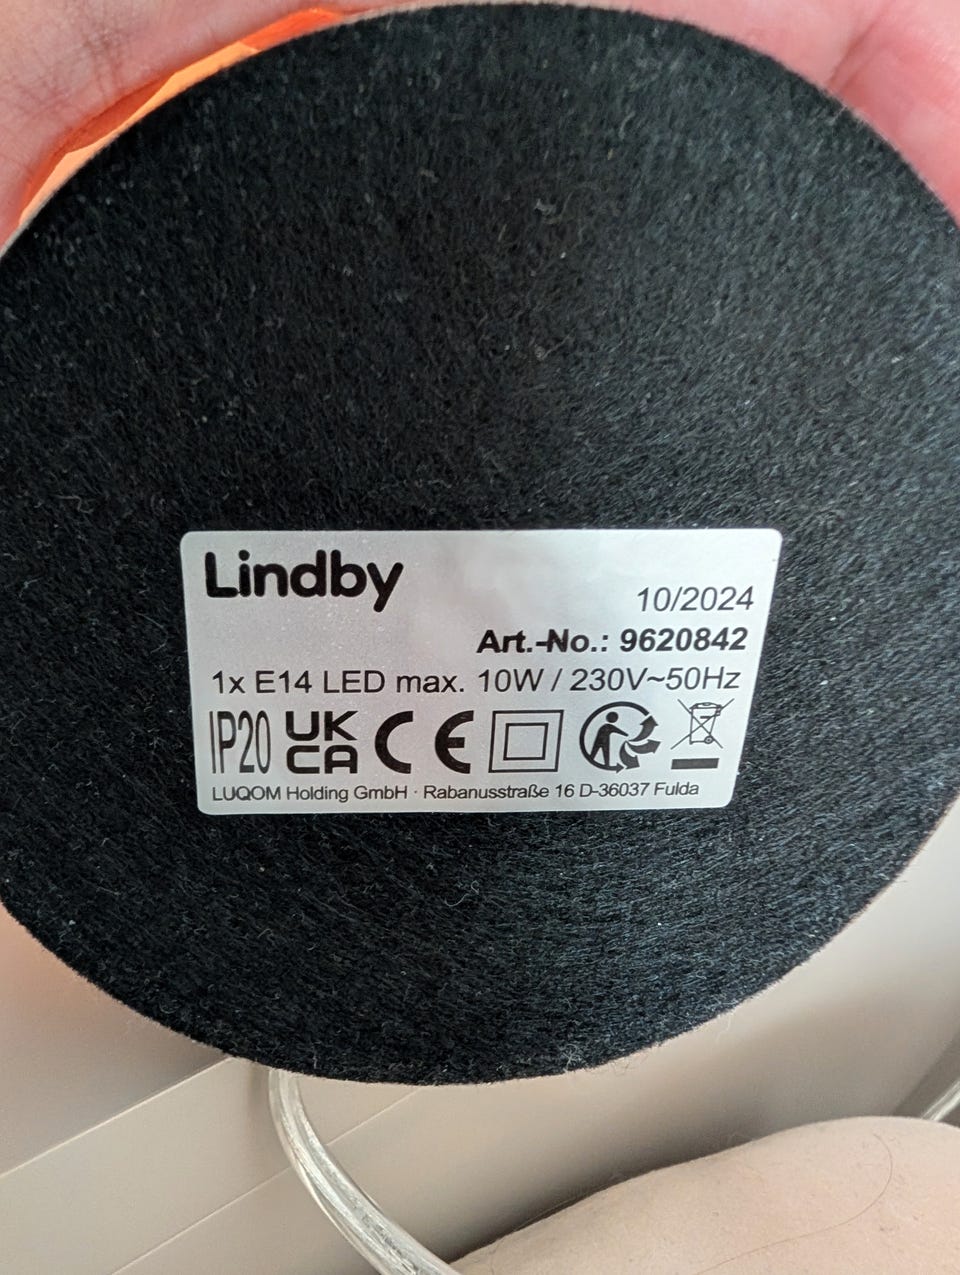 Lindby
10/2024
Art.-No.: 9620842
1x E14 LED max. 10W / 230V~50Hz
IP20 UK CA CE
LUQOM Holding GmbH · Rabanusstraße 16 D-36037 Fulda